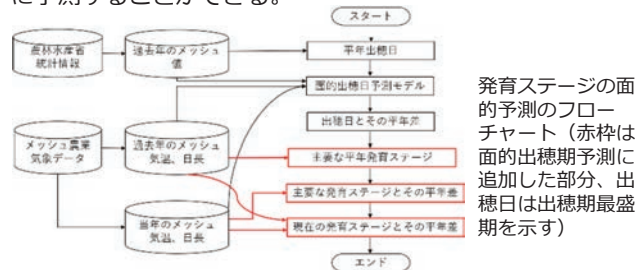 に予測することができる。
スタート
農林水産省
統計情報
過去年のメッシュ
値
平年出穂日
面的出穂日予測モデル
出穂日とその平年差
メッシュ農業
気象データ
過去年のメッシュ
気温、日長
主要な平年発育ステージ
主要な発育ステージとその平年差
当年のメッシュ
気温、日長
現在の発育ステージとその平年差
エンド
発育ステージの面
的予測のフロー
チャート（赤枠は
面的出穂期予測に
追加した部分、出
穂日は出穂期最盛
期を示す）